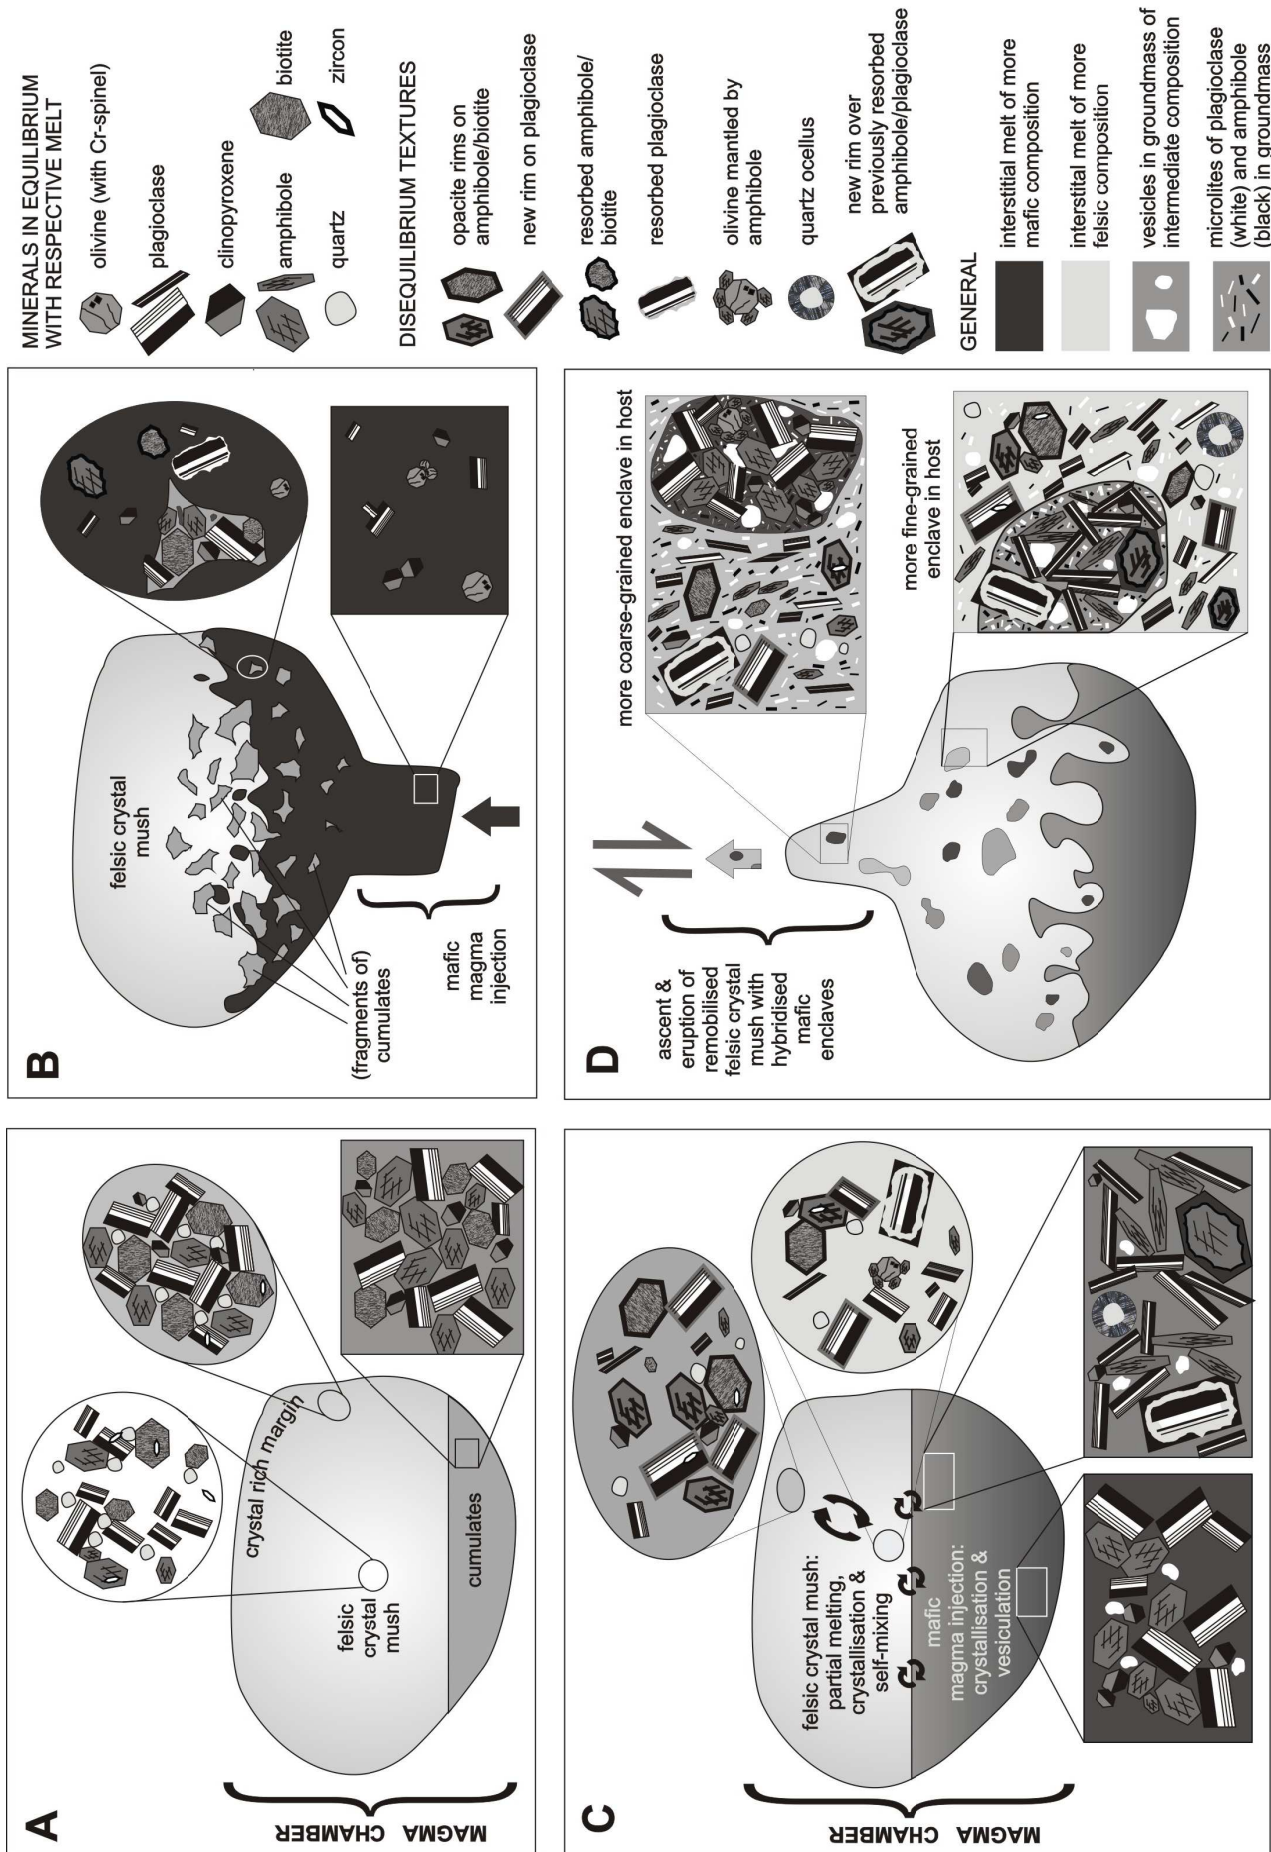 A
felsic
crystal
mush
crystal rich margin
cumulates
MAGMA CHAMBER
B
felsic crystal
mush
(fragments of)
cumulates
mafic
magma
injection
MINERALS IN EQUILIBRIUM
WITH RESPECTIVE MELT
olivine (with Cr-spinel)
plagioclase
clinopyroxene
amphibole
biotite
quartz
zircon
DISEQUILIBRIUM TEXTURES
opacite rims on
amphibole/biotite
new rim on plagioclase
resorbed amphibole/
biotite
resorbed plagioclase
olivine mantled by
amphibole
quartz ocellus
new rim over
previously resorbed
amphibole/plagioclase
GENERAL
interstitial melt of more
mafic composition
interstital melt of more
felsic composition
vesicles in groundmass of
intermediate composition
microlites of plagioclase
(white) and amphibole
(black) in groundmass
C
felsic crystal mush:
partial melting,
crystallisation &
self-mixing
mafic
magma injection:
crystallisation &
vesiculation
MAGMA CHAMBER
D
ascent &
eruption of
remobilised
felsic crystal
mush with
hybridised
mafic
enclaves
more coarse-grained enclave in host
more fine-grained
enclave in host